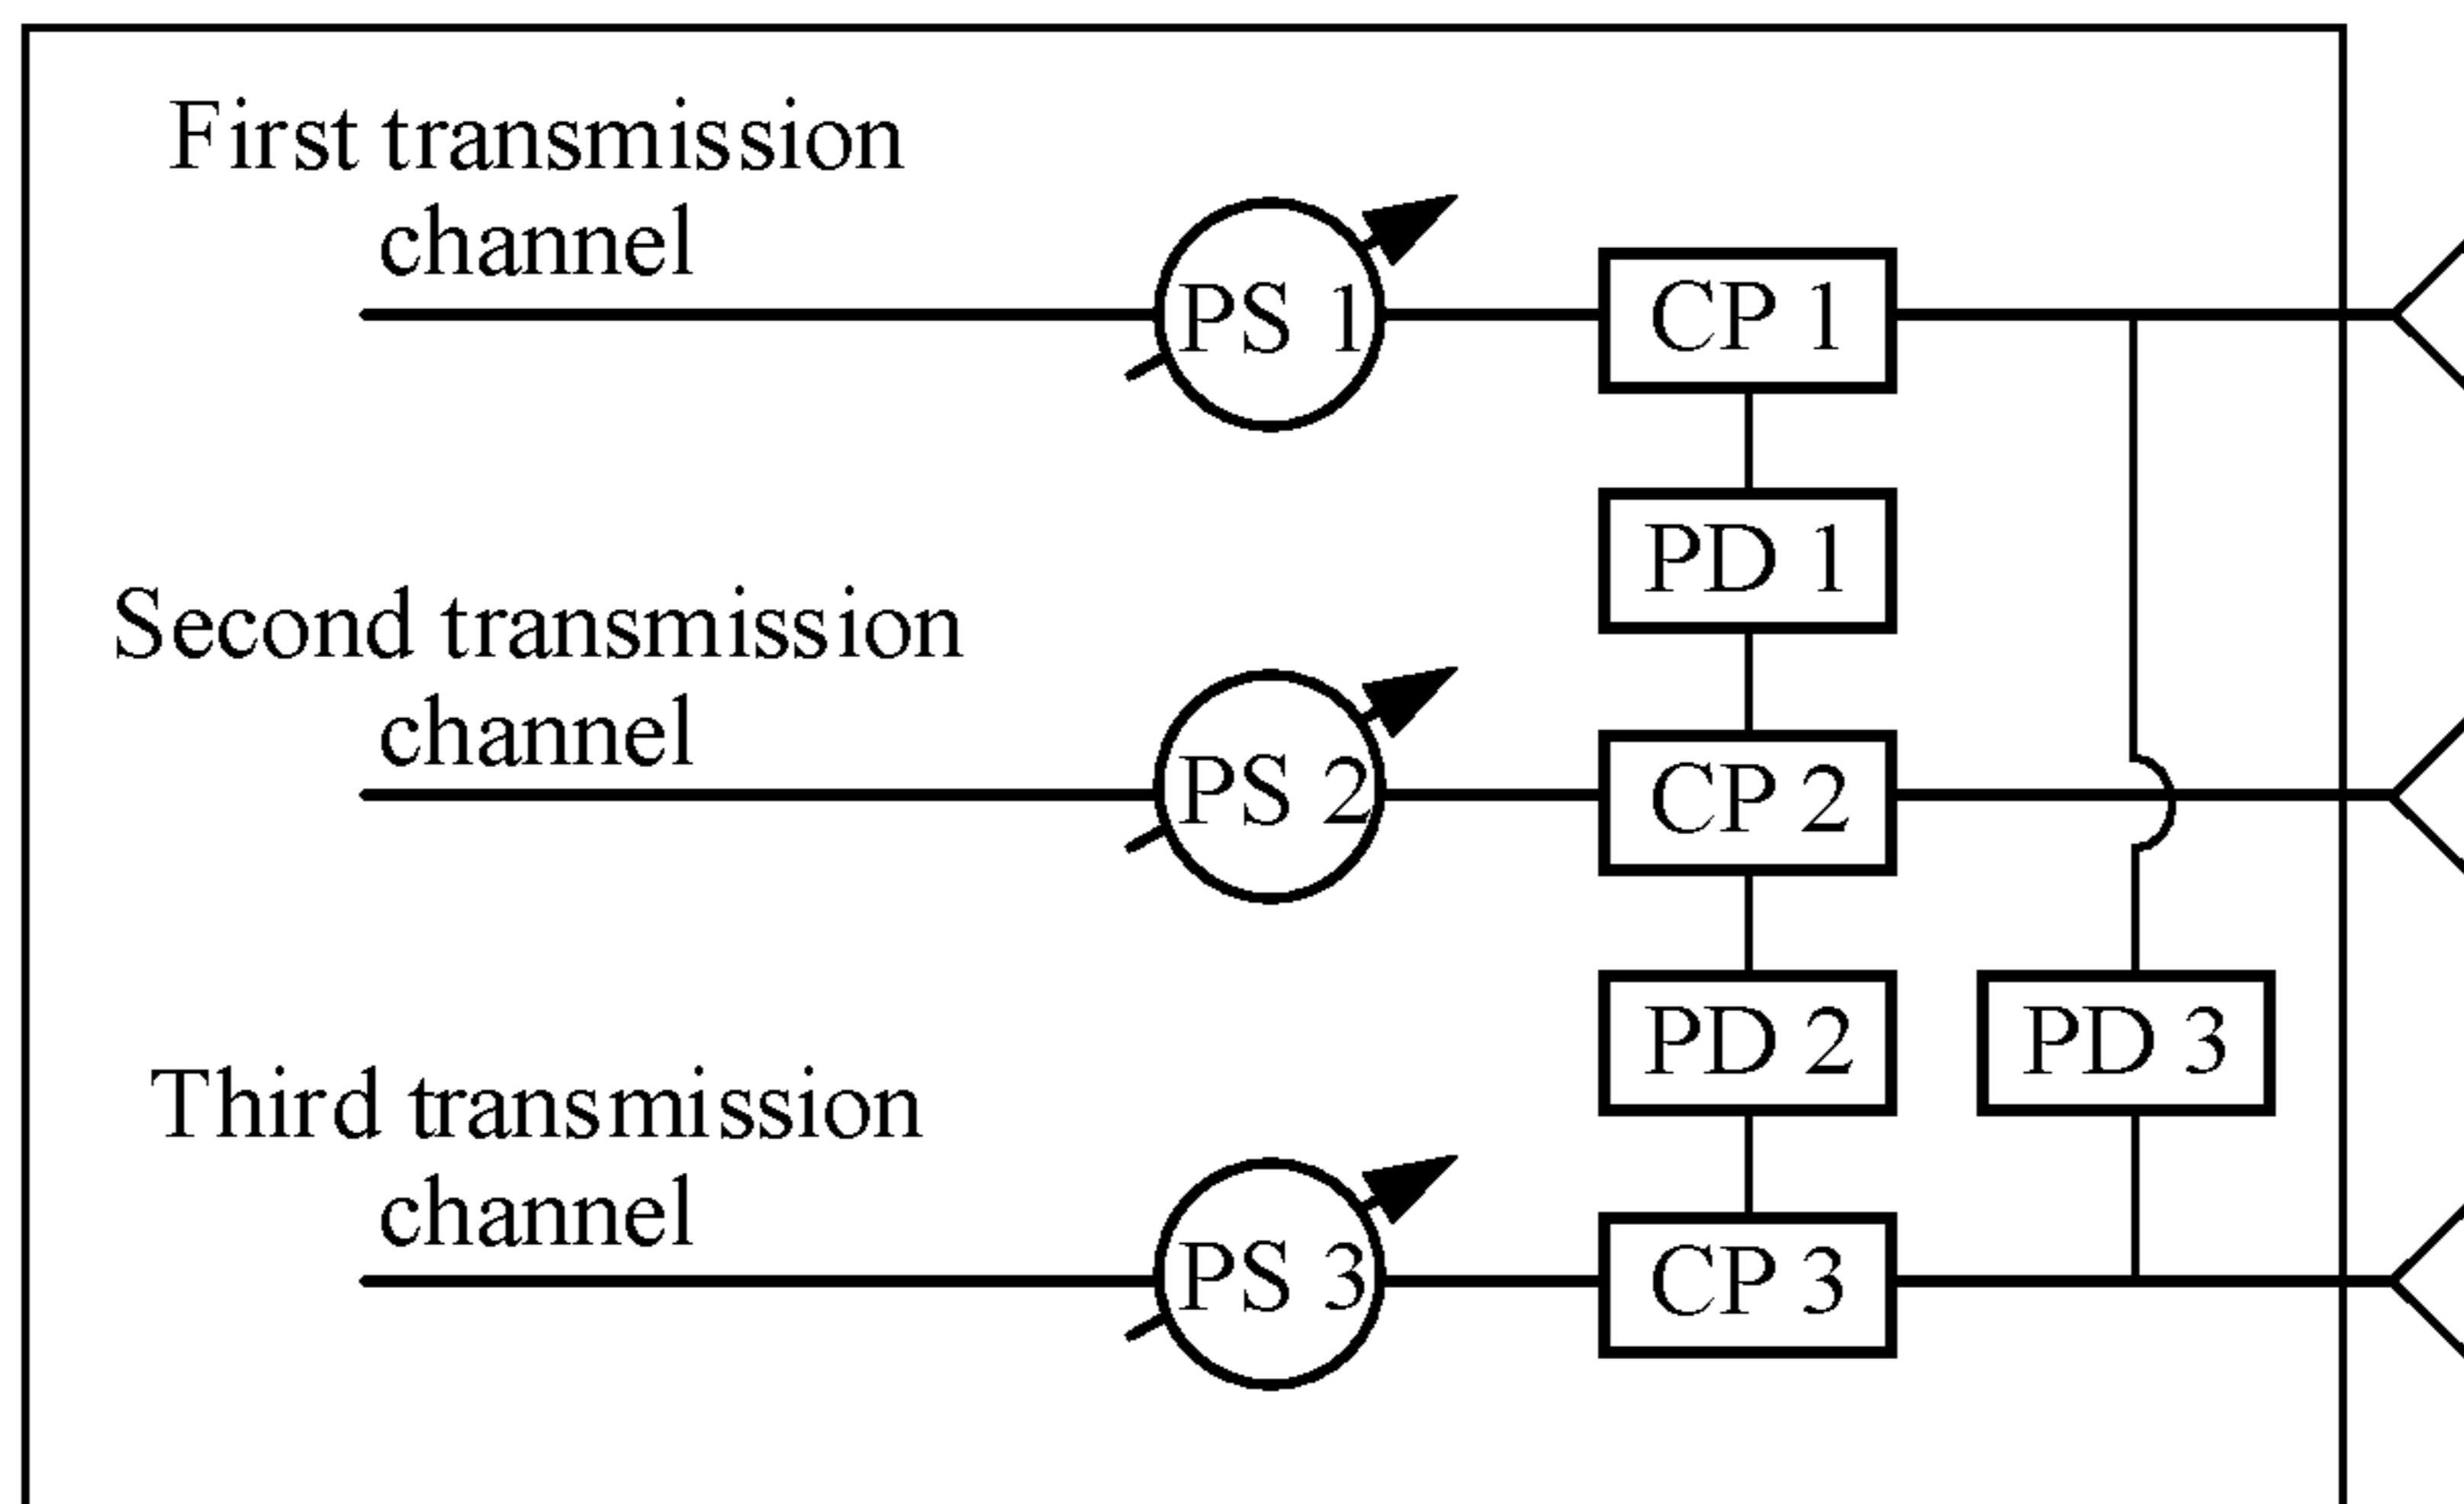 First transmission
channel
PS 1
CP 1
PD 1
Second transmission
channel
PS 2
CP 2
PD 2
PD 3
Third transmission
channel
PS 3
CP 3